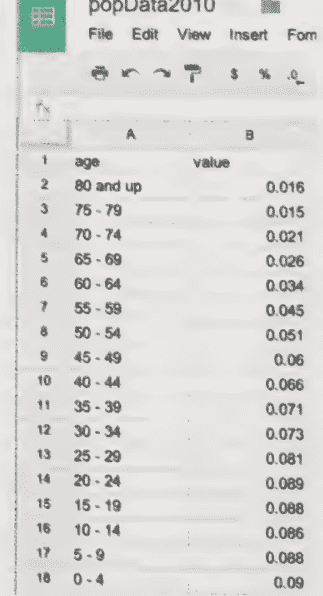 popData2010
File Edit View Insert Form
$ % .0_
fx
A B
1 age value
2 80 and up 0.016
3 75 - 79 0.015
4 70 - 74 0.021
5 65 - 69 0.026
6 60 - 64 0.034
7 55 - 59 0.045
8 50 - 54 0.051
9 45 - 49 0.06
10 40 - 44 0.066
11 35 - 39 0.071
12 30 - 34 0.073
13 25 - 29 0.081
14 20 - 24 0.089
15 15 - 19 0.088
16 10 - 14 0.086
17 5 - 9 0.088
18 0 - 4 0.09